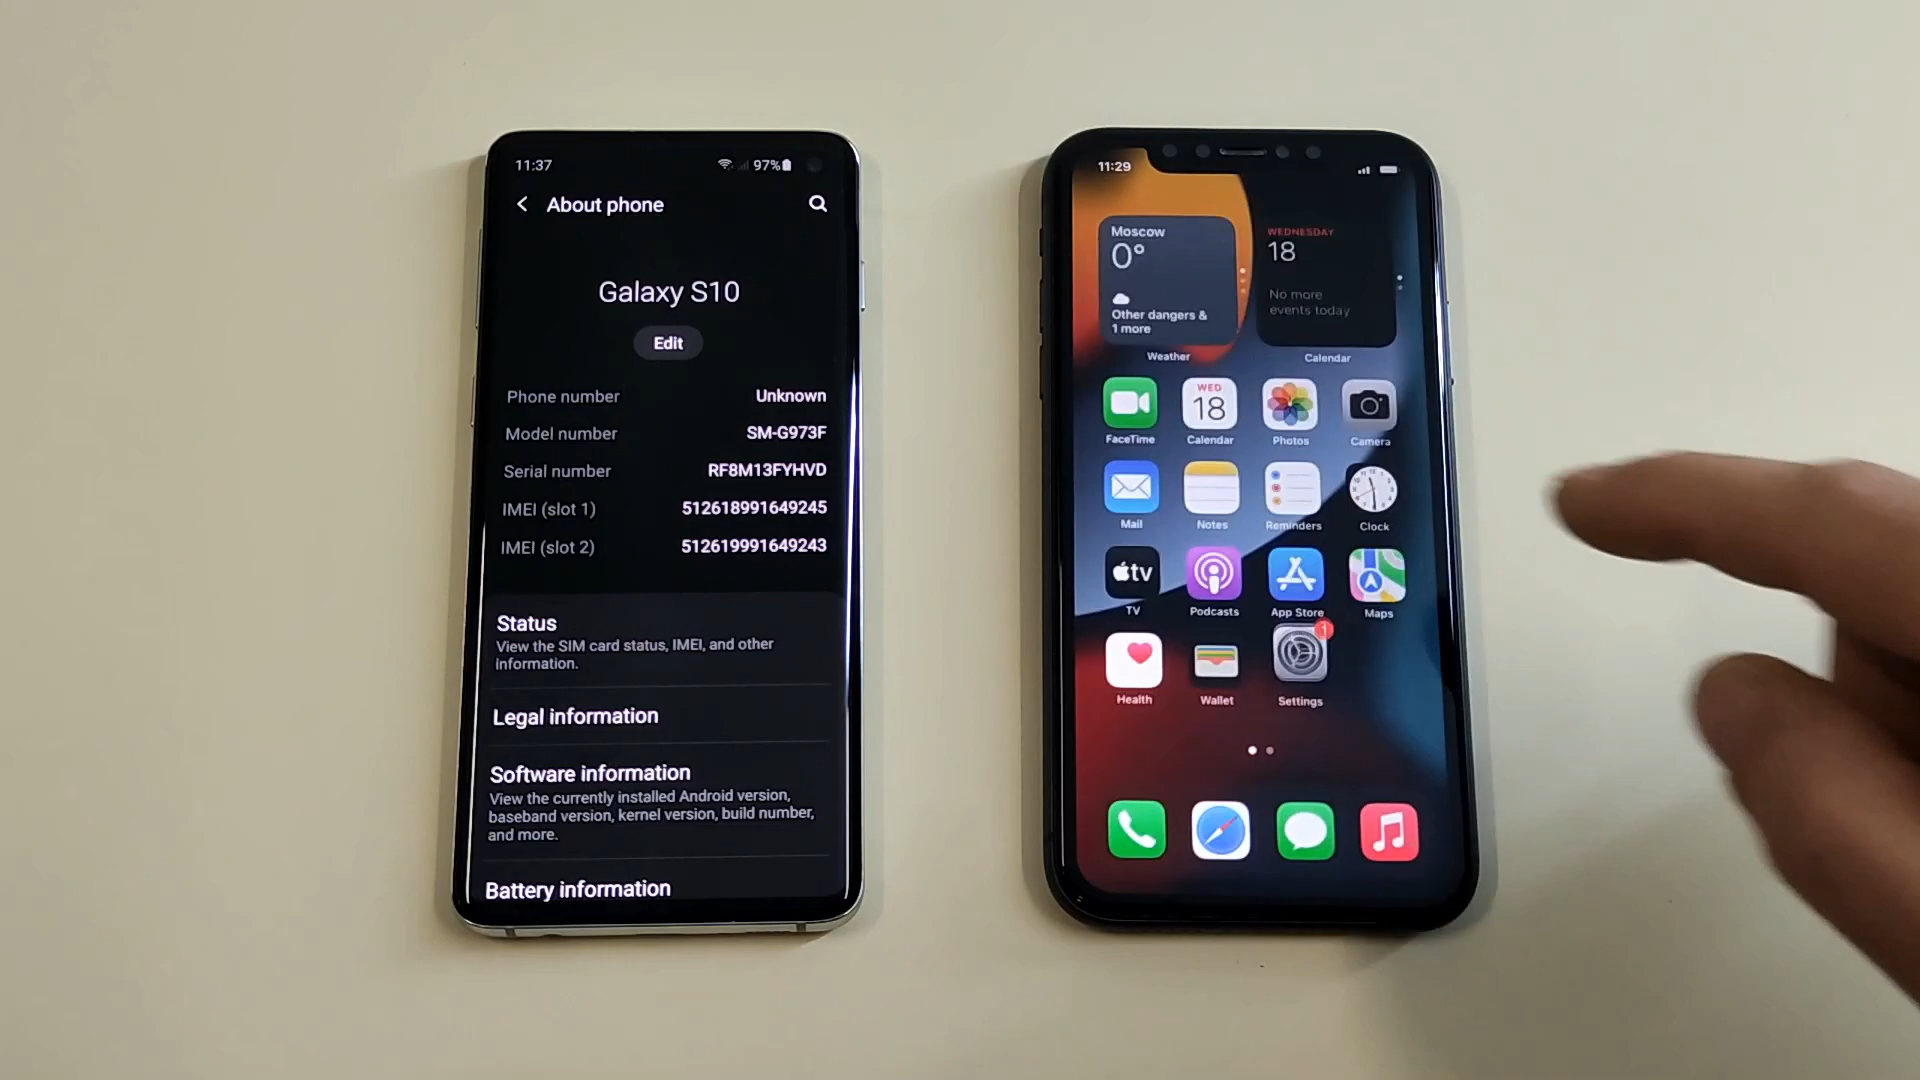 11:37
97%
About phone
Galaxy S10
Edit
Phone number Unknown
Model number SM-G973F
Serial number RF8M13FYHVD
IMEI (slot 1) 512618991649245
IMEI (slot 2) 512619991649243
Status
View the SIM card status, IMEI, and other
information.
Legal information
Software information
View the currently installed Android version,
baseband version, kernel version, build number,
and more.
Battery information
11:29
Moscow
0°
Other dangers &
1 more
Weather
WEDNESDAY
18
No more
events today
Calendar
FaceTime
WED
18
Calendar
Photos
Camera
Mail
Notes
Reminders
Clock
tv
TV
Podcasts
App Store
Maps
Health
Wallet
1
Settings